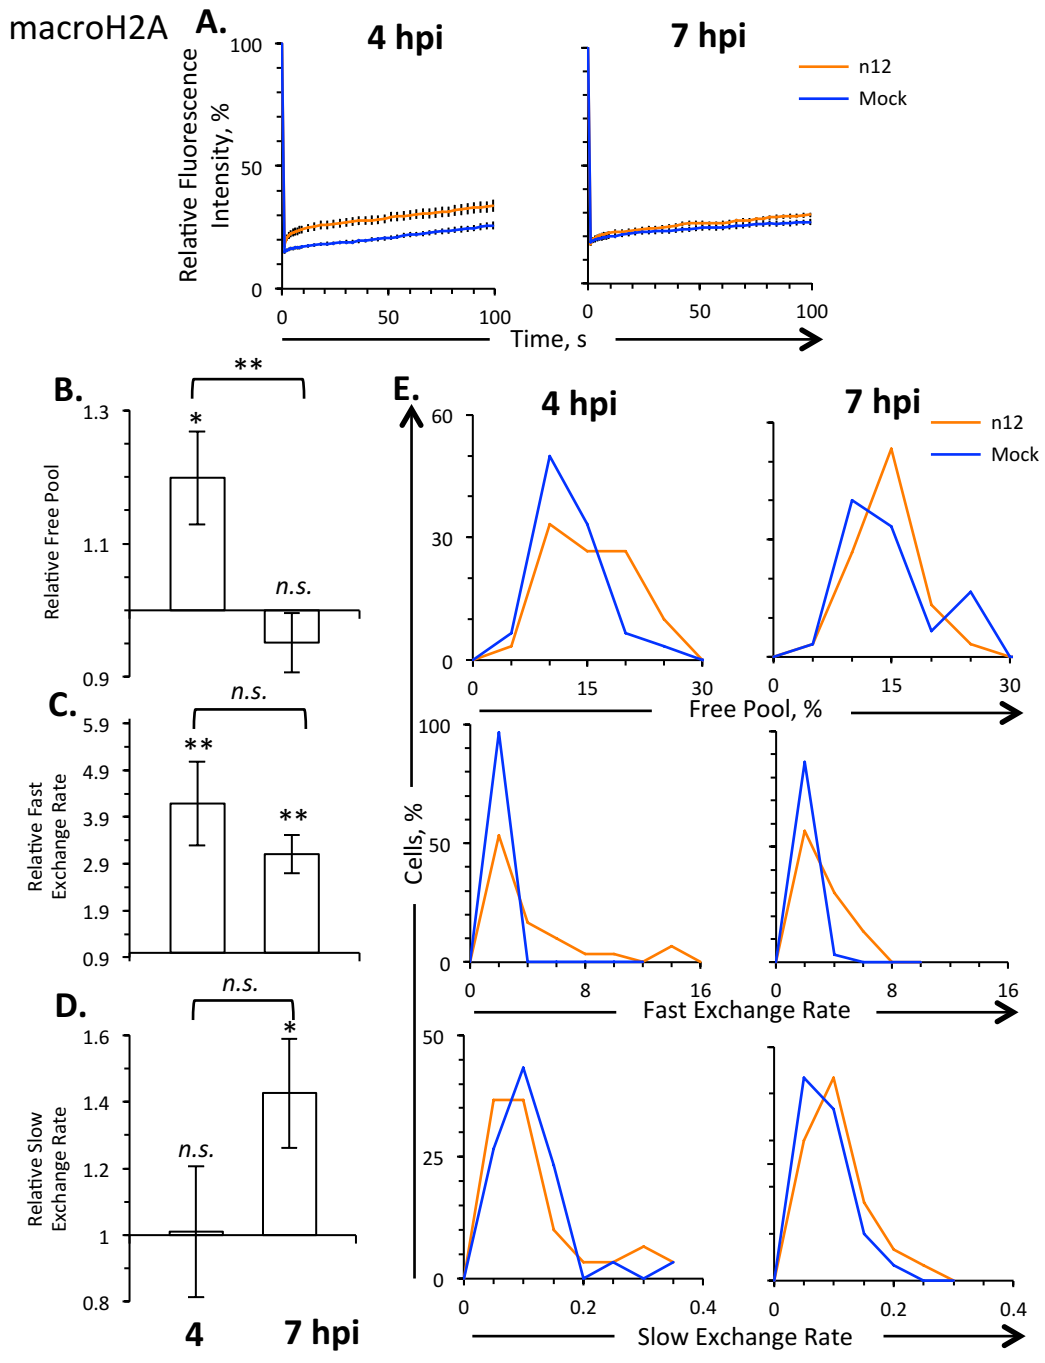 macroH2A
A.
4 hpi
7 hpi
Relative Fluorescence
Intensity, %
100
50
0
0
50
100
0
50
100
Time, s
n12
Mock
B.
**
Relative Free Pool
1.3
1.1
0.9
*
n.s.
C.
n.s.
Relative Fast
Exchange Rate
5.9
4.9
3.9
2.9
1.9
0.9
**
**
D.
n.s.
Relative Slow
Exchange Rate
1.6
1.4
1.2
1
0.8
n.s.
*
4
7 hpi
E.
4 hpi
7 hpi
n12
Mock
Cells, %
60
30
0
0
15
30
0
15
30
Free Pool, %
100
50
0
0
8
16
0
8
16
Fast Exchange Rate
50
25
0
0
0.2
0.4
0
0.2
0.4
Slow Exchange Rate